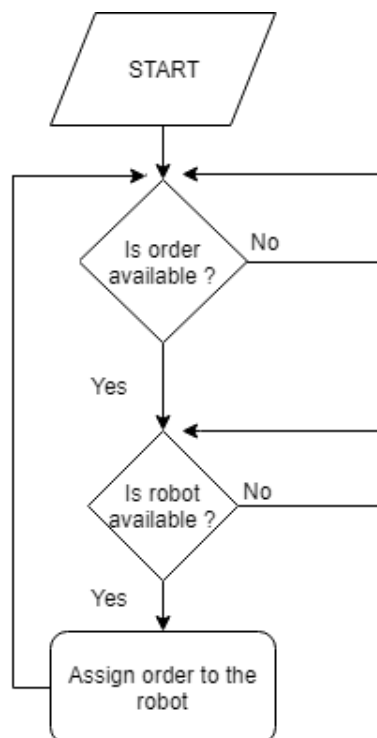 START
Is order
available ?
No
Yes
Is robot
available ?
No
Yes
Assign order to the
robot